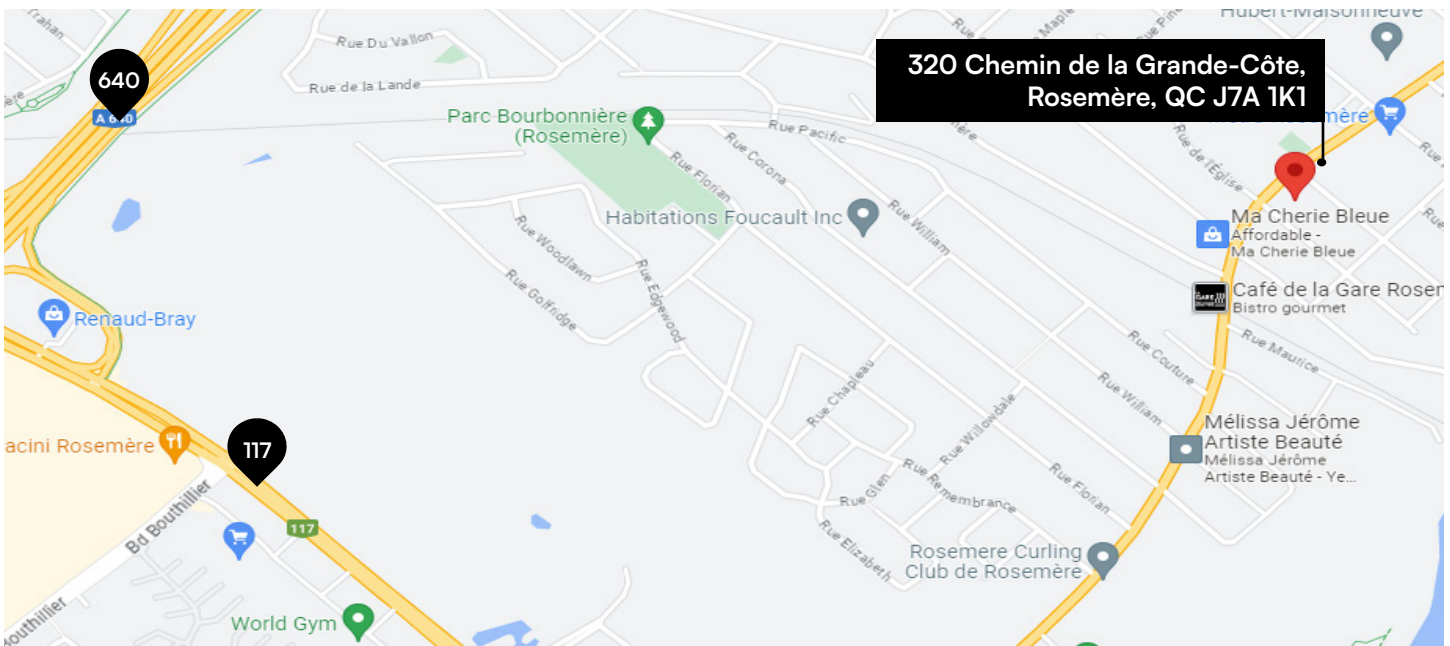 Trahan
640
A 640
Rue Du Vallon
Rue de la Lande
Parc Bourbonnière
(Rosemère)
Rue Pacific
Rue Florian
Rue Corona
Rue William
Habitations Foucault Inc
Rue Woodlawn
Rue Golfridge
Rue Edgewood
320 Chemin de la Grande-Côte,
Rosemère, QC J7A 1K1
Hubert-Maisonneuve
Rue de l'Église
Ma Cherie Bleue
Affordable -
Ma Cherie Bleue
Café de la Gare Rosem
Bistro gourmet
Rue Maurice
Rue Couture
Rue William
Renaud-Bray
acini Rosemère
117
117
Bd Bouthillier
outhillier
World Gym
Rue Chapleau
Rue Willowdale
Rue Glen
Rue Remembrance
Rue Florian
Rue Elizabeth
Mélissa Jérôme
Artiste Beauté
Mélissa Jérôme
Artiste Beauté - Ye...
Rosemere Curling
Club de Rosemère